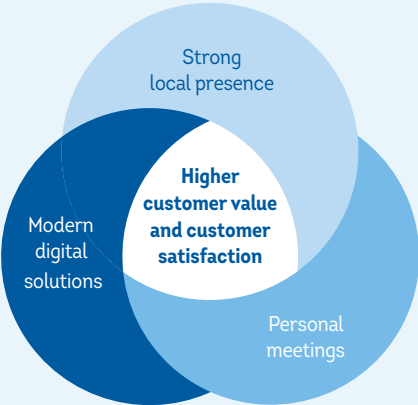 Strong
local presence
Higher
customer value
and customer
satisfaction
Modern
digital
solutions
Personal
meetings